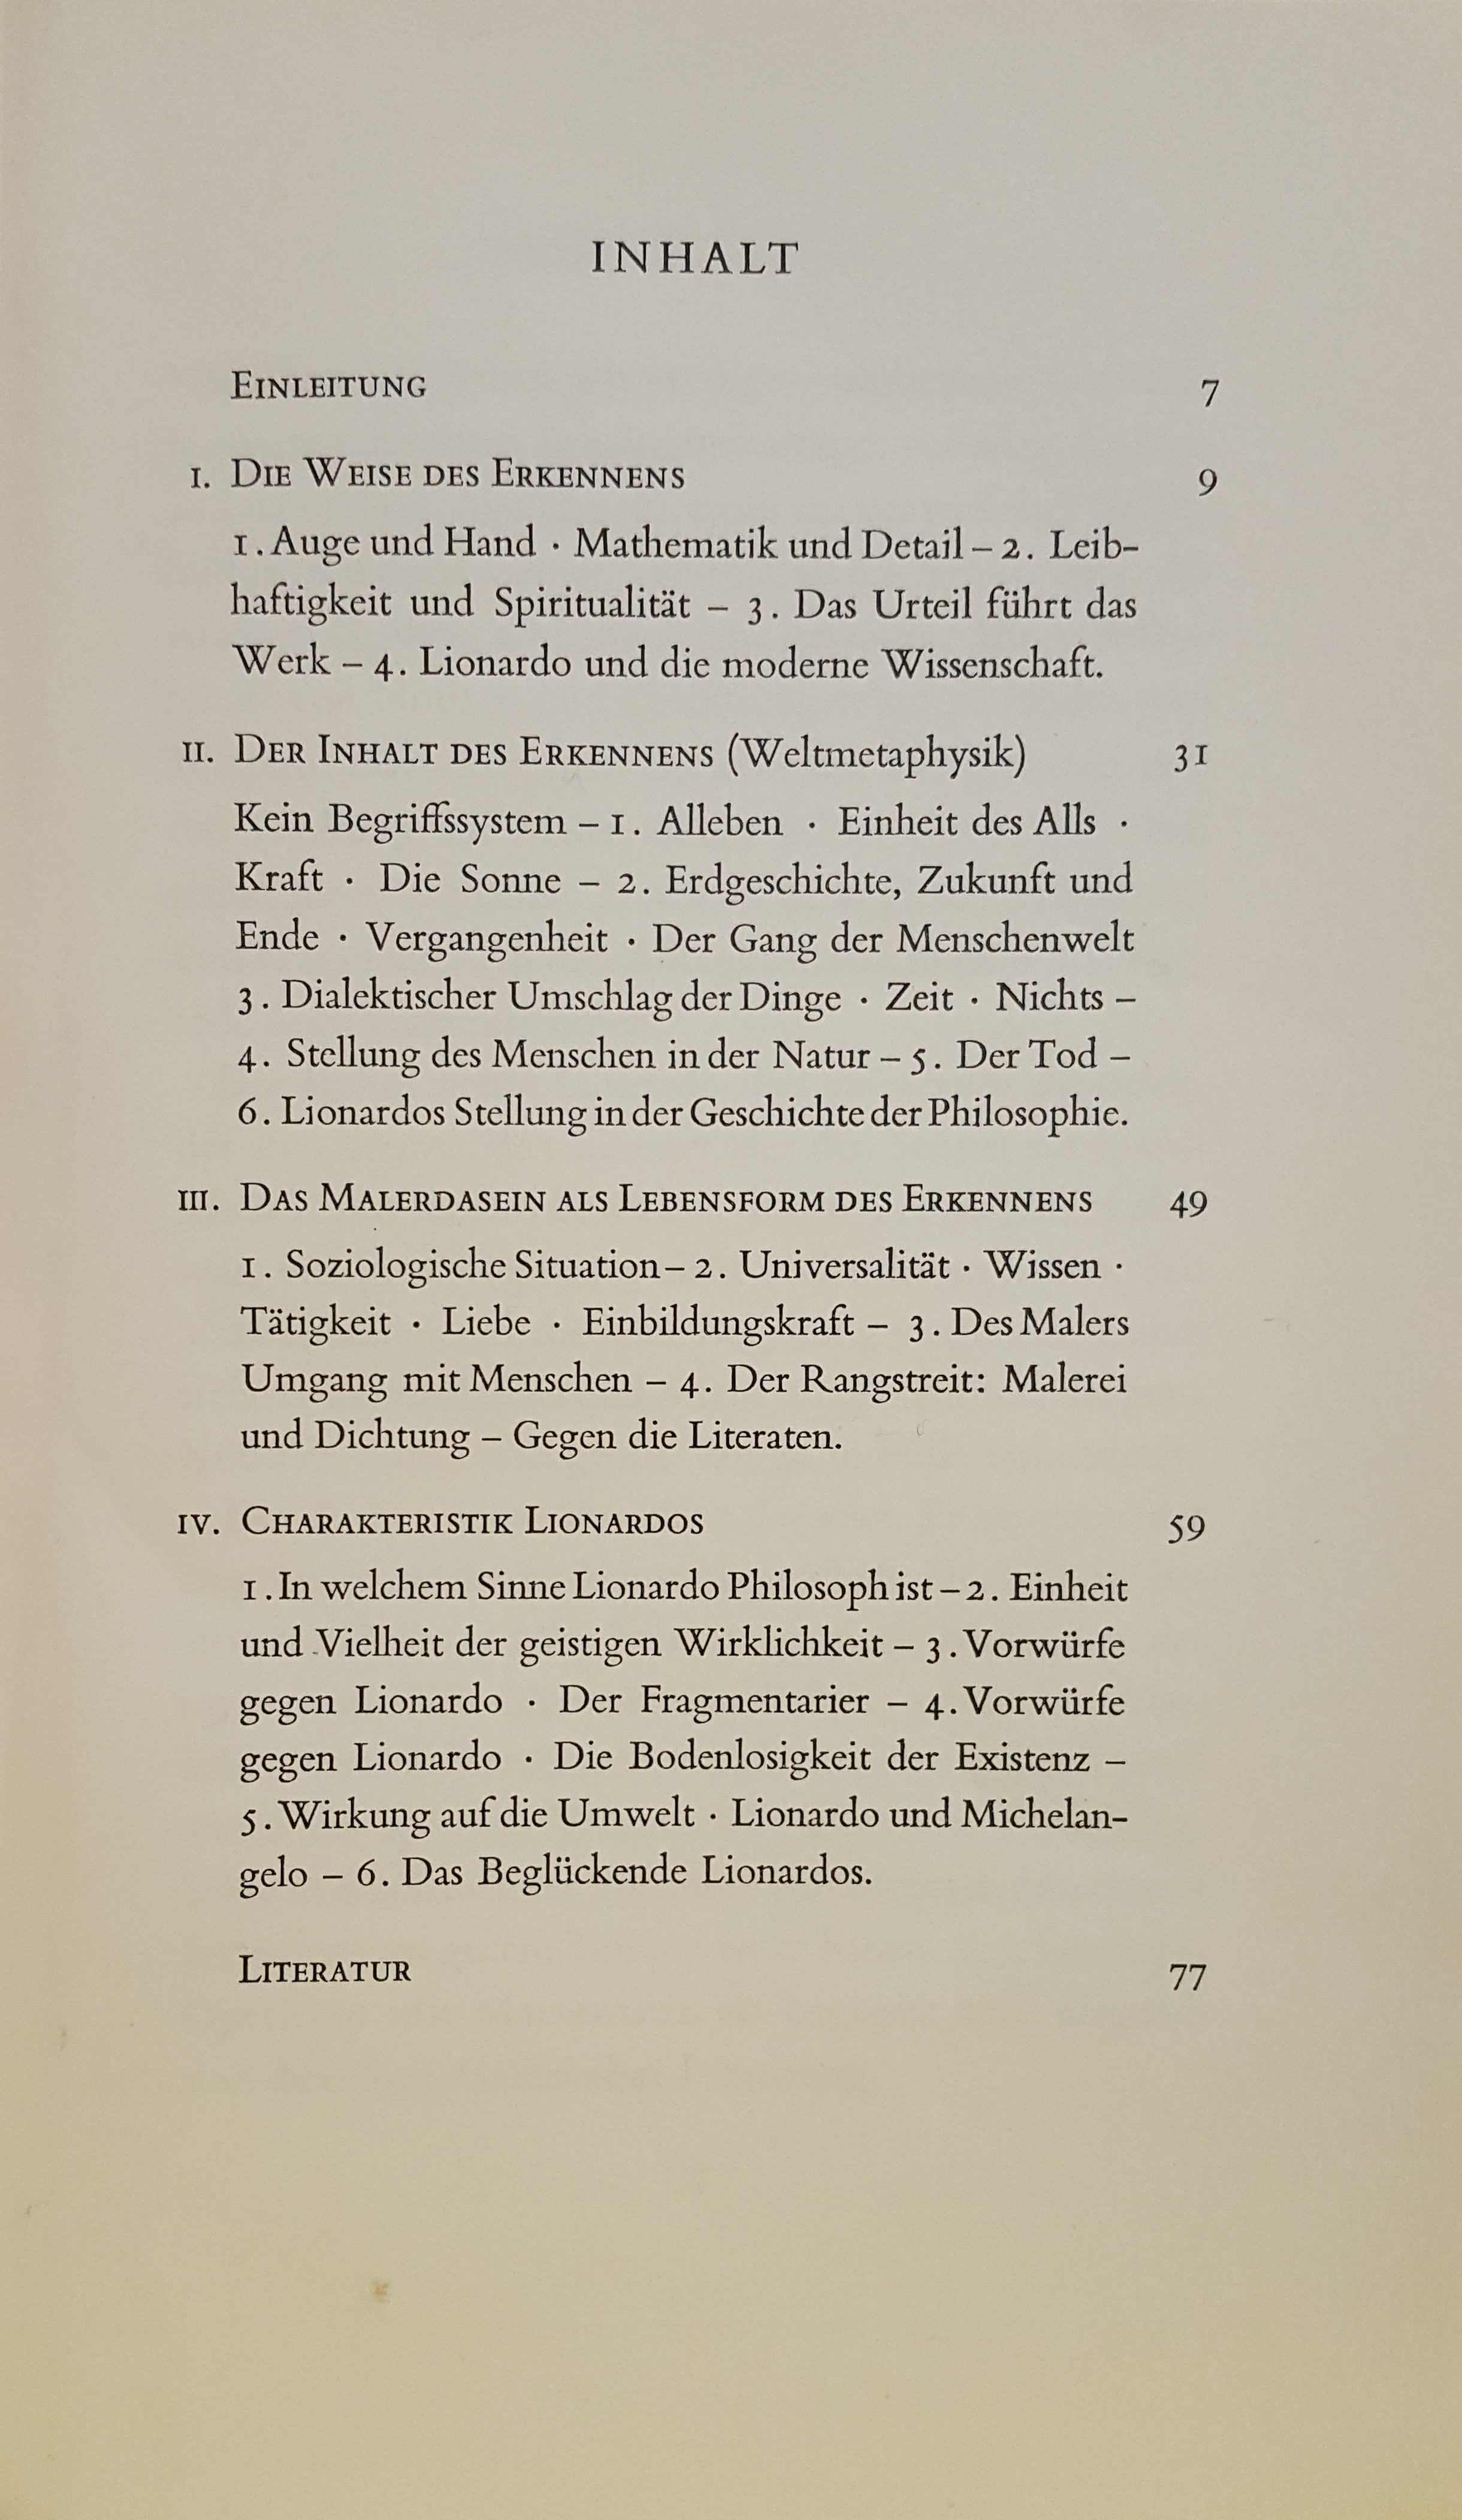 INHALT
EINLEITUNG 7
I. DIE WEISE DES ERKENNENS 9
1. Auge und Hand · Mathematik und Detail – 2. Leib-
haftigkeit und Spiritualität – 3. Das Urteil führt das
Werk – 4. Lionardo und die moderne Wissenschaft.
II. DER INHALT DES ERKENNENS (Weltmetaphysik) 31
Kein Begriffssystem – 1. Alleben · Einheit des Alls ·
Kraft · Die Sonne – 2. Erdgeschichte, Zukunft und
Ende · Vergangenheit · Der Gang der Menschenwelt
3. Dialektischer Umschlag der Dinge · Zeit · Nichts –
4. Stellung des Menschen in der Natur – 5. Der Tod –
6. Lionardos Stellung in der Geschichte der Philosophie.
III. DAS MALERDASEIN ALS LEBENSFORM DES ERKENNENS 49
1. Soziologische Situation – 2. Universalität · Wissen ·
Tätigkeit · Liebe · Einbildungskraft – 3. Des Malers
Umgang mit Menschen – 4. Der Rangstreit: Malerei
und Dichtung – Gegen die Literaten.
IV. CHARAKTERISTIK LIONARDOS 59
1. In welchem Sinne Lionardo Philosoph ist – 2. Einheit
und Vielheit der geistigen Wirklichkeit – 3. Vorwürfe
gegen Lionardo · Der Fragmentarier – 4. Vorwürfe
gegen Lionardo · Die Bodenlosigkeit der Existenz –
5. Wirkung auf die Umwelt · Lionardo und Michelan-
gelo – 6. Das Beglückende Lionardos.
LITERATUR 77